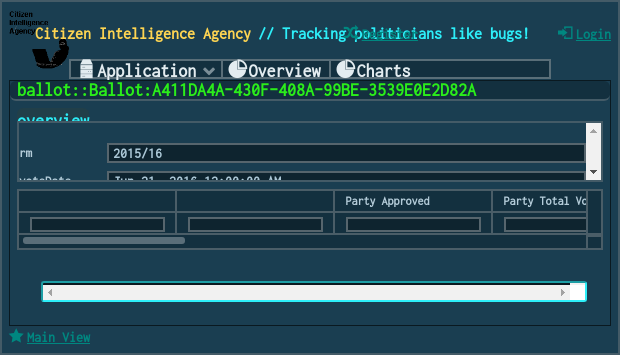 Citizen
Intelligence
Agency
Citizen Intelligence Agency // Tracking politicians like bugs!
Login
Application
Overview
Charts
ballot::Ballot:A411DA4A-430F-408A-99BE-3539E0E2D82A
overview
rm
2015/16
Jun 21, 2016 12:00:00 AM
Party Approved
Party Total Vo
Main View